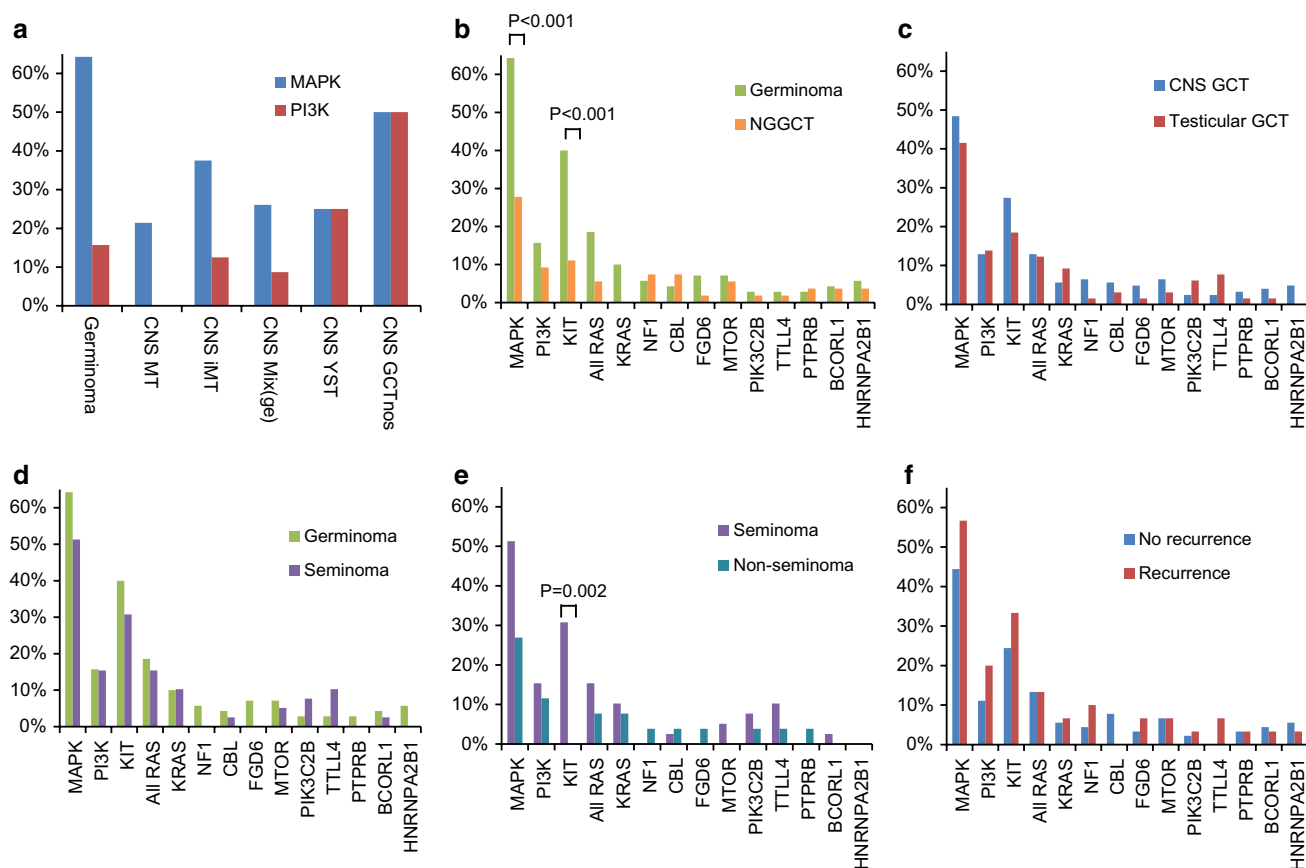 a
60%
50%
40%
30%
20%
10%
0%
MAPK
PI3K
Germinoma
CNS MT
CNS iMT
CNS Mix(ge)
CNS YST
CNS GCTnos
b
P<0.001
P<0.001
60%
50%
40%
30%
20%
10%
0%
Germinoma
NGGCT
MAPK
PI3K
KIT
All RAS
KRAS
NF1
CBL
FGD6
MTOR
PIK3C2B
TTLL4
PTPRB
BCORL1
HNRNPA2B1
c
60%
50%
40%
30%
20%
10%
0%
CNS GCT
Testicular GCT
MAPK
PI3K
KIT
All RAS
KRAS
NF1
CBL
FGD6
MTOR
PIK3C2B
TTLL4
PTPRB
BCORL1
HNRNPA2B1
d
60%
50%
40%
30%
20%
10%
0%
Germinoma
Seminoma
MAPK
PI3K
KIT
All RAS
KRAS
NF1
CBL
FGD6
MTOR
PIK3C2B
TTLL4
PTPRB
BCORL1
HNRNPA2B1
e
60%
50%
40%
30%
20%
10%
0%
Seminoma
Non-seminoma
P=0.002
MAPK
PI3K
KIT
All RAS
KRAS
NF1
CBL
FGD6
MTOR
PIK3C2B
TTLL4
PTPRB
BCORL1
HNRNPA2B1
f
60%
50%
40%
30%
20%
10%
0%
No recurrence
Recurrence
MAPK
PI3K
KIT
All RAS
KRAS
NF1
CBL
FGD6
MTOR
PIK3C2B
TTLL4
PTPRB
BCORL1
HNRNPA2B1